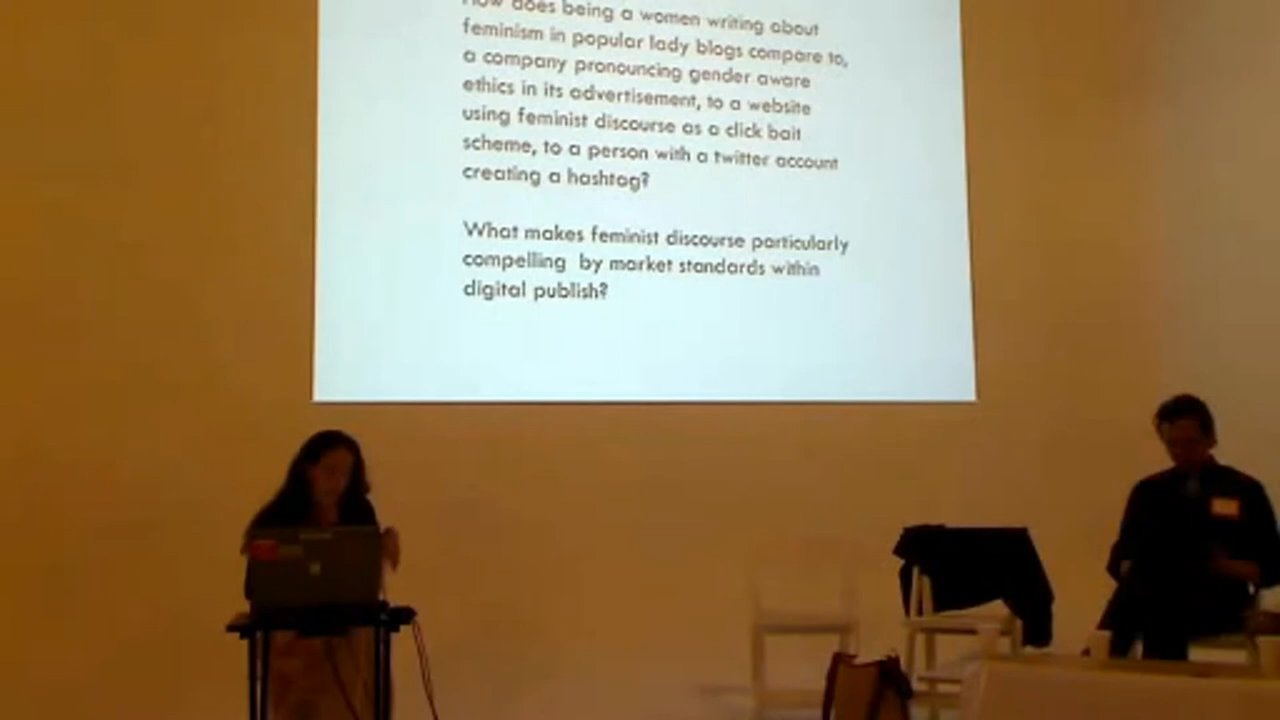 How does being a women writing about
feminism in popular lady blogs compare to,
a company pronouncing gender aware
ethics in its advertisement, to a website
using feminist discourse as a click bait
scheme, to a person with a twitter account
creating a hashtag?
What makes feminist discourse particularly
compelling by market standards within
digital publish?